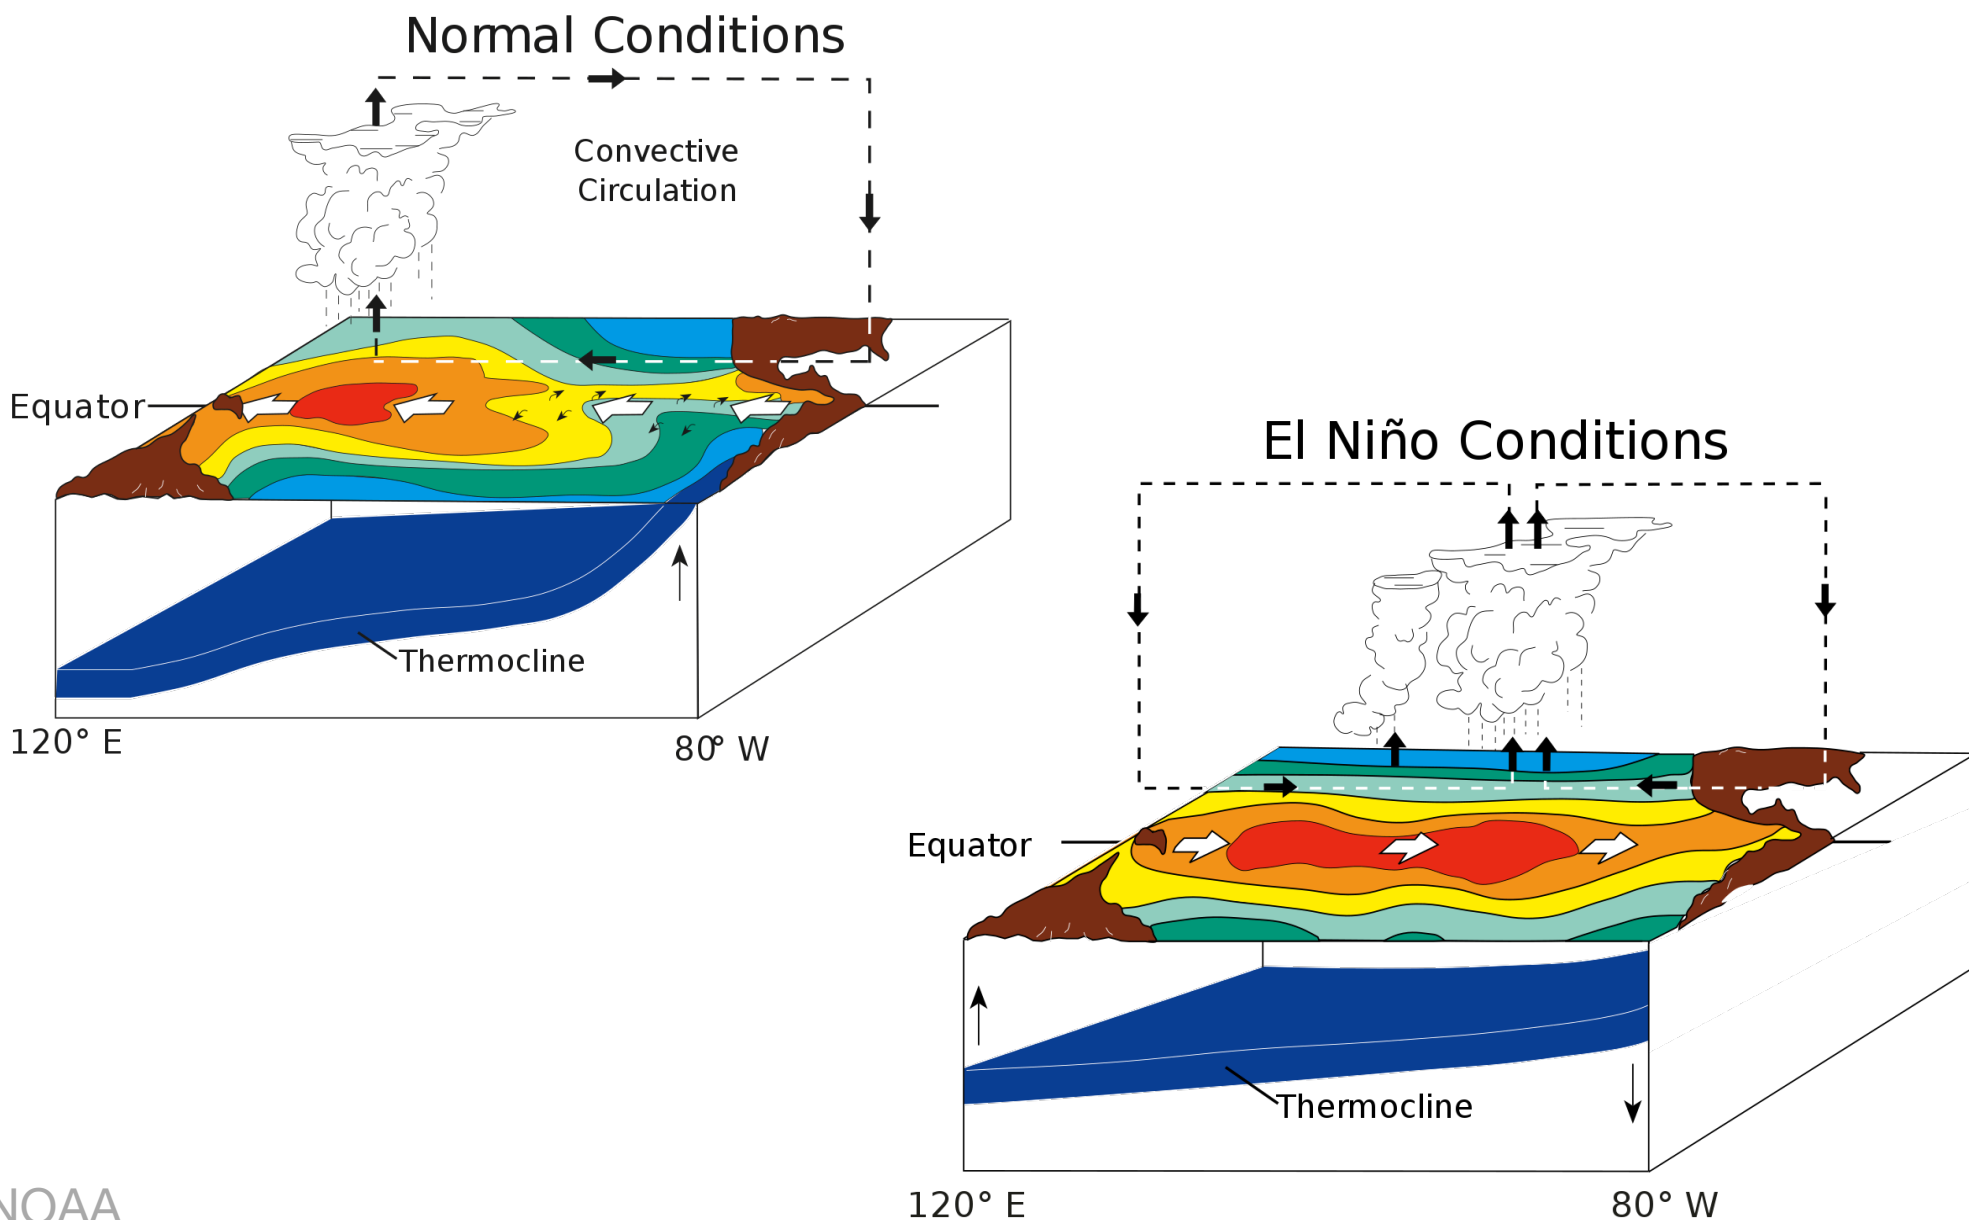 Normal Conditions
Convective
Circulation
Equator
Thermocline
120° E
80° W
El Niño Conditions
Equator
Thermocline
120° E
80° W
NOAA